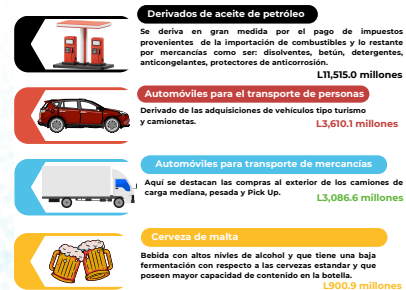 Derivados de aceite de petróleo
Se deriva en gran medida por el pago de impuestos
provenientes de la importación de combustibles y lo restante
por mercancías como ser: disolventes, betún, detergentes,
anticongelantes, protectores de anticorrosión.
L11,515.0 millones
Automóviles para el transporte de personas
Derivado de las adquisiciones de vehículos tipo turismo
y camionetas.
L3,610.1 millones
Automóviles para transporte de mercancías
Aquí se destacan las compras al exterior de los camiones de
carga mediana, pesada y Pick Up.
L3,086.6 millones
Cerveza de malta
Bebida con altos nivles de alcohol y que tiene una baja
fermentación con respecto a las cervezas estandar y que
poseen mayor capacidad de contenido en la botella.
L900.9 millones